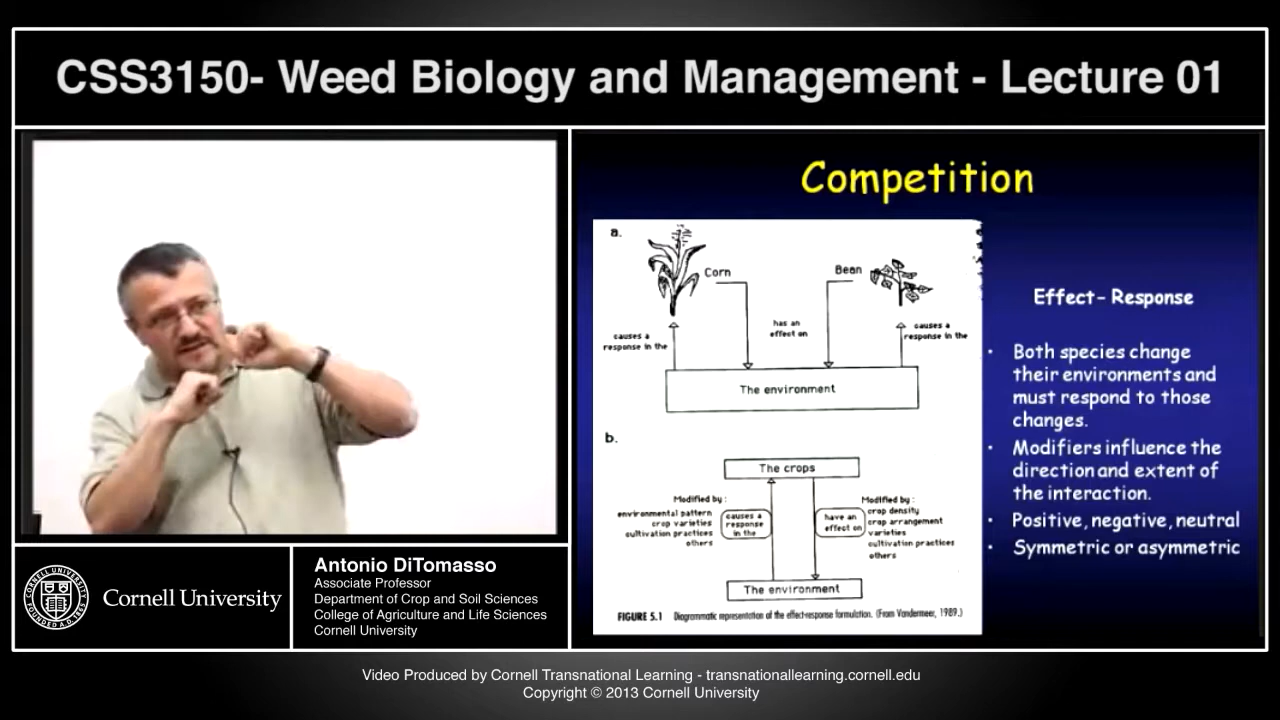 CSS3150- Weed Biology and Management - Lecture 01
Competition
a.
Corn
Bean
has an
effect on
causes a
response in the
causes a
response in the
The environment
b.
The crops
Modified by :
environmental pattern
crop varieties
cultivation practices
others
causes a
response
in the
have an
effect on
Modified by :
crop density
crop arrangement
varieties
cultivation practices
others
The environment
FIGURE 5.1 Diagrammatic representation of the effect-response formulation. (From Vandermeer, 1989.)
Effect- Response
• Both species change
their environments and
must respond to those
changes.
• Modifiers influence the
direction and extent of
the interaction.
• Positive, negative, neutral
• Symmetric or asymmetric
CORNELL UNIVERSITY
FOUNDED A.D. 1865
Cornell University
Antonio DiTomasso
Associate Professor
Department of Crop and Soil Sciences
College of Agriculture and Life Sciences
Cornell University
Video Produced by Cornell Transnational Learning - transnationallearning.cornell.edu
Copyright © 2013 Cornell University